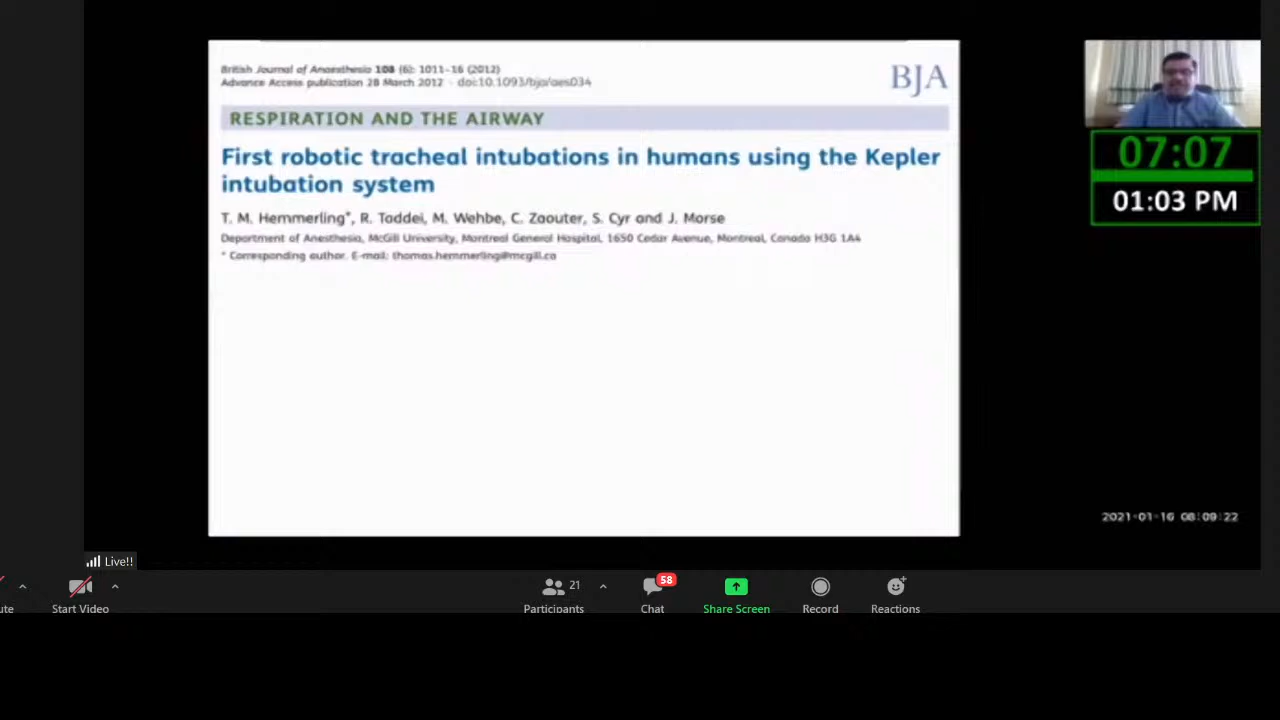 British Journal of Anaesthesia 108 (6): 1011–16 (2012)
Advance Access publication 28 March 2012 · doi:10.1093/bja/aes034
BJA
RESPIRATION AND THE AIRWAY
First robotic tracheal intubations in humans using the Kepler
intubation system
T. M. Hemmerling*, R. Taddei, M. Wehbe, C. Zaouter, S. Cyr and J. Morse
Department of Anesthesia, McGill University, Montreal General Hospital, 1650 Cedar Avenue, Montreal, Canada H3G 1A4
* Corresponding author. E-mail: thomas.hemmerling@mcgill.ca
07:07
01:03 PM
2021-01-16 08:09:22
Live!!
ute
Start Video
Participants
21
Chat
58
Share Screen
Record
Reactions